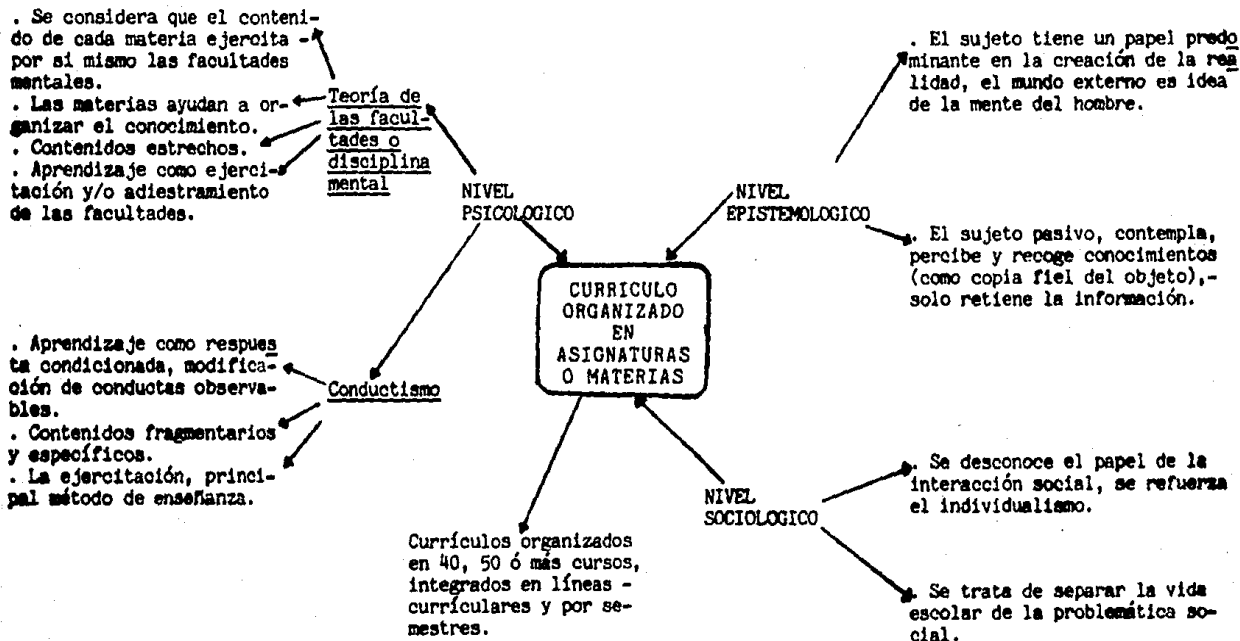 . Se considera que el conteni-
do de cada materia ejercita -
por si mismo las facultades
mentales.
. Las materias ayudan a or-
ganizar el conocimiento.
. Contenidos estrechos.
. Aprendizaje como ejerci-
tación y/o adiestramiento
de las facultades.
Teoría de
las facul-
tades o
disciplina
mental
NIVEL
PSICOLOGICO
. Aprendizaje como respues
ta condicionada, modifica-
ción de conductas observa-
bles.
. Contenidos fragmentarios
y específicos.
. La ejercitación, princi-
pal método de enseñanza.
Conductismo
CURRICULO
ORGANIZADO
EN
ASIGNATURAS
O MATERIAS
Currículos organizados
en 40, 50 ó más cursos,
integrados en líneas -
curriculares y por se-
mestres.
NIVEL
EPISTEMOLOGICO
. El sujeto tiene un papel predo
minante en la creación de la rea
lidad, el mundo externo es idea
de la mente del hombre.
. El sujeto pasivo, contempla,
percibe y recoge conocimientos
(como copia fiel del objeto),-
solo retiene la información.
NIVEL
SOCIOLOGICO
. Se desconoce el papel de la
interacción social, se refuerza
el individualismo.
. Se trata de separar la vida
escolar de la problemática so-
cial.